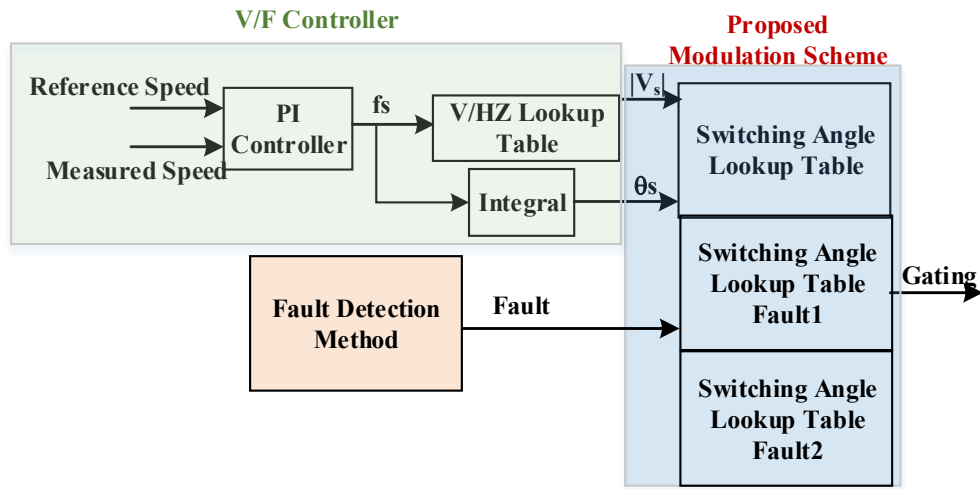 V/F Controller
Proposed
Modulation Scheme
Reference Speed
Measured Speed
PI
Controller
fs
V/HZ Lookup
Table
Integral
|Vs|
θs
Switching Angle
Lookup Table
Switching Angle
Lookup Table
Fault1
Switching Angle
Lookup Table
Fault2
Gating
Fault Detection
Method
Fault